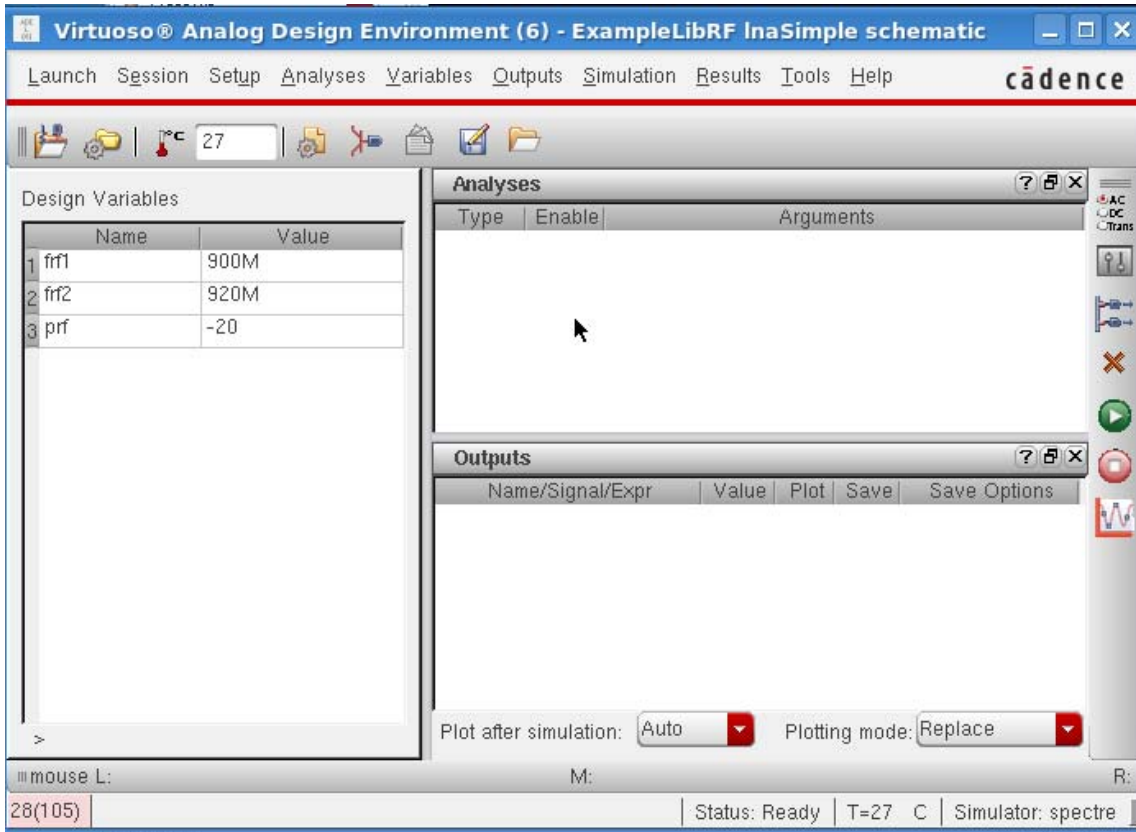 Virtuoso® Analog Design Environment (6) - ExampleLibRF lnaSimple schematic
Launch Session Setup Analyses Variables Outputs Simulation Results Tools Help cādence
°C 27
Design Variables
Name Value
1 frf1 900M
2 frf2 920M
3 prf -20
>
Analyses
Type Enable Arguments
AC
DC
Trans
Outputs
Name/Signal/Expr Value Plot Save Save Options
Plot after simulation: Auto Plotting mode: Replace
mouse L: M: R:
28(105) Status: Ready T=27 C Simulator: spectre